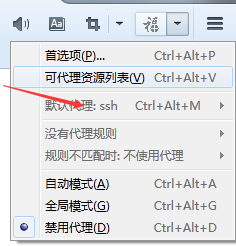 Aa 福
首选项(P)... Ctrl+Alt+P
可代理资源列表(V) Ctrl+Alt+V
默认代理: ssh Ctrl+Alt+M
没有代理规则
规则不匹配时: 不使用代理
自动模式(A) Ctrl+Alt+A
全局模式(G) Ctrl+Alt+G
禁用代理(D) Ctrl+Alt+D